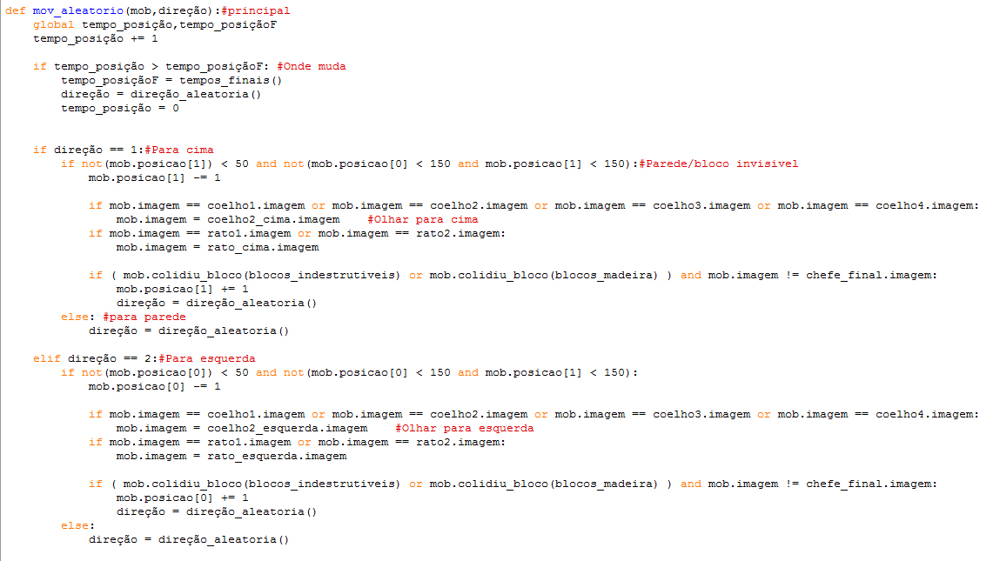 def mov_aleatorio(mob,direção):#principal
    global tempo_posição,tempo_posiçãoF
    tempo_posição += 1

    if tempo_posição > tempo_posiçãoF: #Onde muda
        tempo_posiçãoF = tempos_finais()
        direção = direção_aleatoria()
        tempo_posição = 0


    if direção == 1:#Para cima
        if not(mob.posicao[1]) < 50 and not(mob.posicao[0] < 150 and mob.posicao[1] < 150):#Parede/bloco invisivel
            mob.posicao[1] -= 1

            if mob.imagem == coelho1.imagem or mob.imagem == coelho2.imagem or mob.imagem == coelho3.imagem or mob.imagem == coelho4.imagem:
                mob.imagem = coelho2_cima.imagem    #Olhar para cima
            if mob.imagem == rato1.imagem or mob.imagem == rato2.imagem:
                mob.imagem = rato_cima.imagem

            if ( mob.colidiu_bloco(blocos_indestrutiveis) or mob.colidiu_bloco(blocos_madeira) ) and mob.imagem != chefe_final.imagem:
                mob.posicao[1] += 1
                direção = direção_aleatoria()
        else: #para parede
            direção = direção_aleatoria()

    elif direção == 2:#Para esquerda
        if not(mob.posicao[0]) < 50 and not(mob.posicao[0] < 150 and mob.posicao[1] < 150):
            mob.posicao[0] -= 1

            if mob.imagem == coelho1.imagem or mob.imagem == coelho2.imagem or mob.imagem == coelho3.imagem or mob.imagem == coelho4.imagem:
                mob.imagem = coelho2_esquerda.imagem    #Olhar para esquerda
            if mob.imagem == rato1.imagem or mob.imagem == rato2.imagem:
                mob.imagem = rato_esquerda.imagem

            if ( mob.colidiu_bloco(blocos_indestrutiveis) or mob.colidiu_bloco(blocos_madeira) ) and mob.imagem != chefe_final.imagem:
                mob.posicao[0] += 1
                direção = direção_aleatoria()
        else:
            direção = direção_aleatoria()